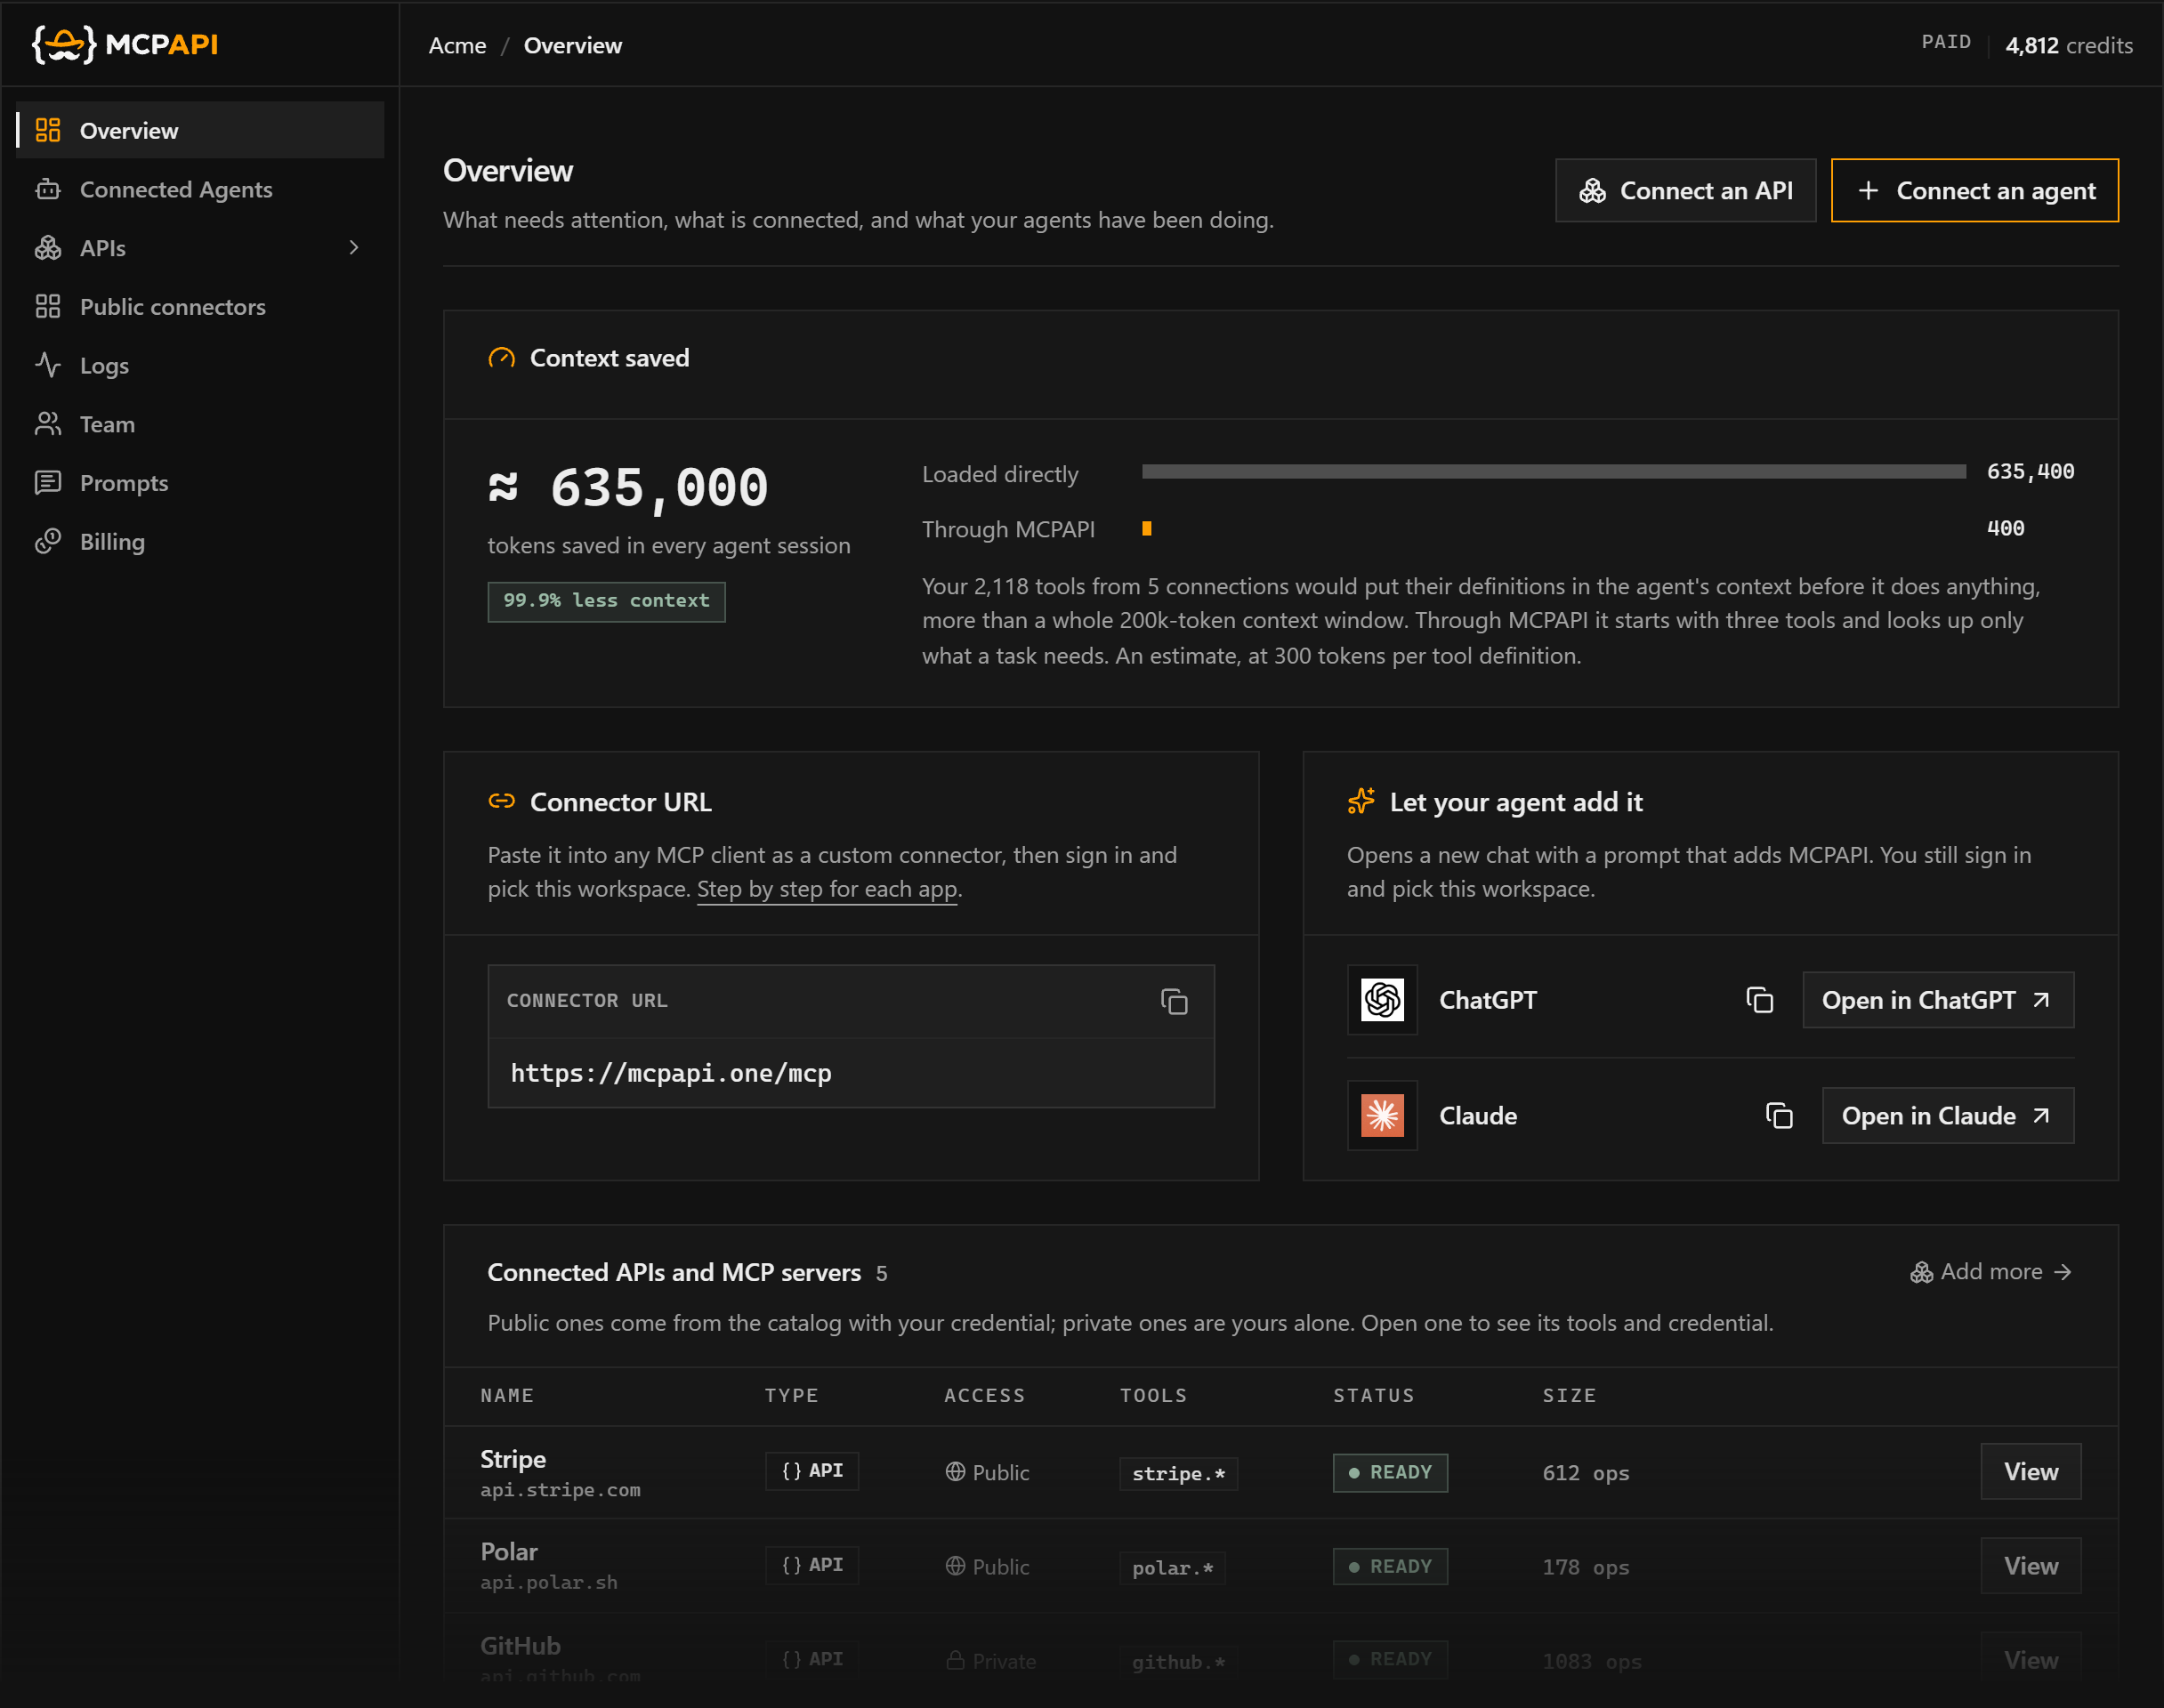 MCPAPI
Acme / Overview
PAID
4,812 credits
Overview
Connected Agents
APIs
Public connectors
Logs
Team
Prompts
Billing
Overview
What needs attention, what is connected, and what your agents have been doing.
Connect an API
+ Connect an agent
Context saved
≈ 635,000
tokens saved in every agent session
99.9% less context
Loaded directly
635,400
Through MCPAPI
400
Your 2,118 tools from 5 connections would put their definitions in the agent's context before it does anything,
more than a whole 200k-token context window. Through MCPAPI it starts with three tools and looks up only
what a task needs. An estimate, at 300 tokens per tool definition.
Connector URL
Paste it into any MCP client as a custom connector, then sign in and
pick this workspace. Step by step for each app.
CONNECTOR URL
https://mcpapi.one/mcp
Let your agent add it
Opens a new chat with a prompt that adds MCPAPI. You still sign in
and pick this workspace.
ChatGPT
Open in ChatGPT
Claude
Open in Claude
Connected APIs and MCP servers 5
Add more
Public ones come from the catalog with your credential; private ones are yours alone. Open one to see its tools and credential.
NAME TYPE ACCESS TOOLS STATUS SIZE
Stripe
api.stripe.com
{} API
Public
stripe.*
READY
612 ops
View
Polar
api.polar.sh
{} API
Public
polar.*
READY
178 ops
View
GitHub
api.github.com
{} API
Private
github.*
READY
1083 ops
View